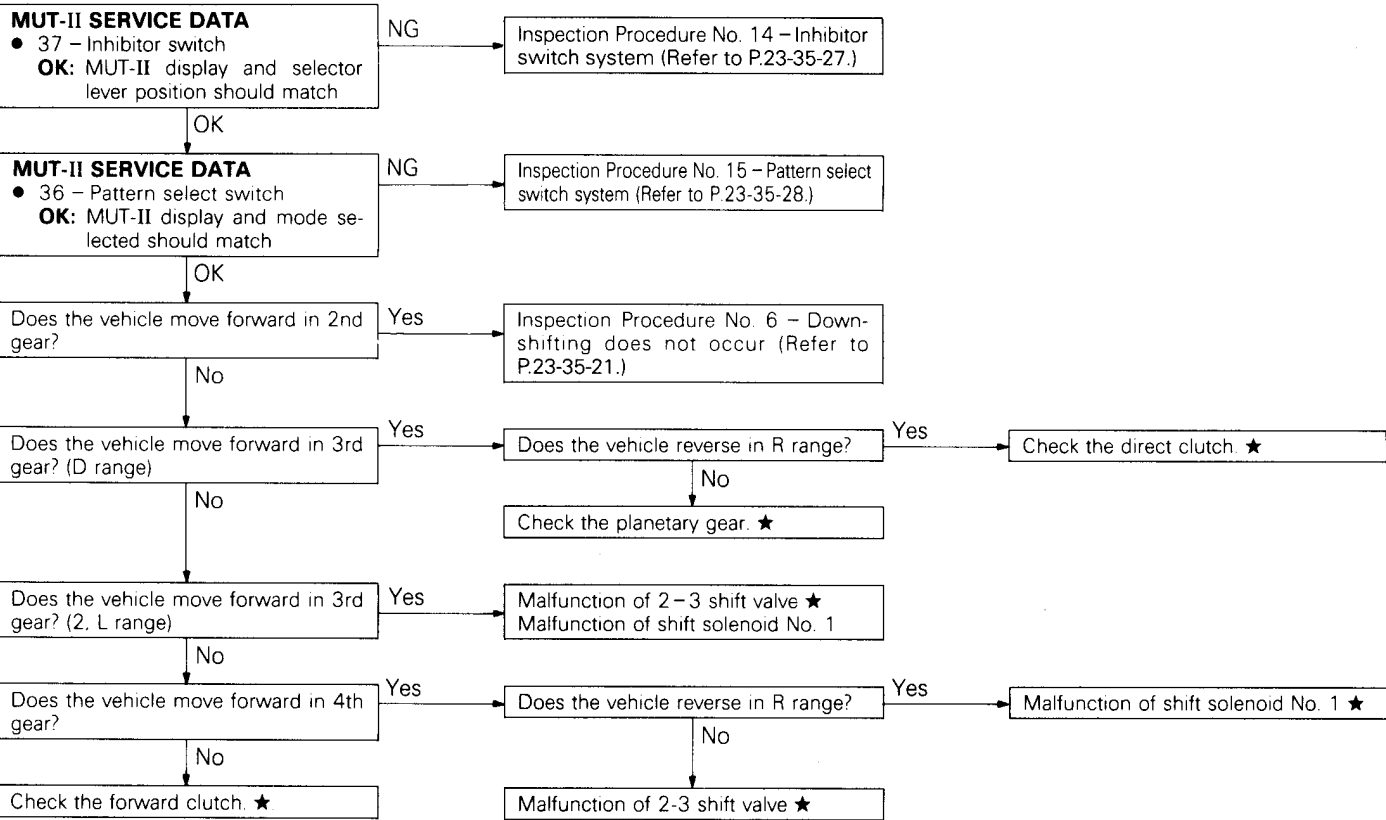 MUT-II SERVICE DATA
● 37 – Inhibitor switch
OK: MUT-II display and selector
lever position should match
NG
Inspection Procedure No. 14 – Inhibitor
switch system (Refer to P.23-35-27.)
OK
MUT-II SERVICE DATA
● 36 – Pattern select switch
OK: MUT-II display and mode se-
lected should match
NG
Inspection Procedure No. 15 – Pattern select
switch system (Refer to P.23-35-28.)
OK
Does the vehicle move forward in 2nd
gear?
Yes
Inspection Procedure No. 6 – Down-
shifting does not occur (Refer to
P.23-35-21.)
No
Does the vehicle move forward in 3rd
gear? (D range)
Yes
Does the vehicle reverse in R range?
Yes
Check the direct clutch. ★
No
Check the planetary gear. ★
No
Does the vehicle move forward in 3rd
gear? (2, L range)
Yes
Malfunction of 2–3 shift valve ★
Malfunction of shift solenoid No. 1
No
Does the vehicle move forward in 4th
gear?
Yes
Does the vehicle reverse in R range?
Yes
Malfunction of shift solenoid No. 1 ★
No
Malfunction of 2-3 shift valve ★
No
Check the forward clutch. ★